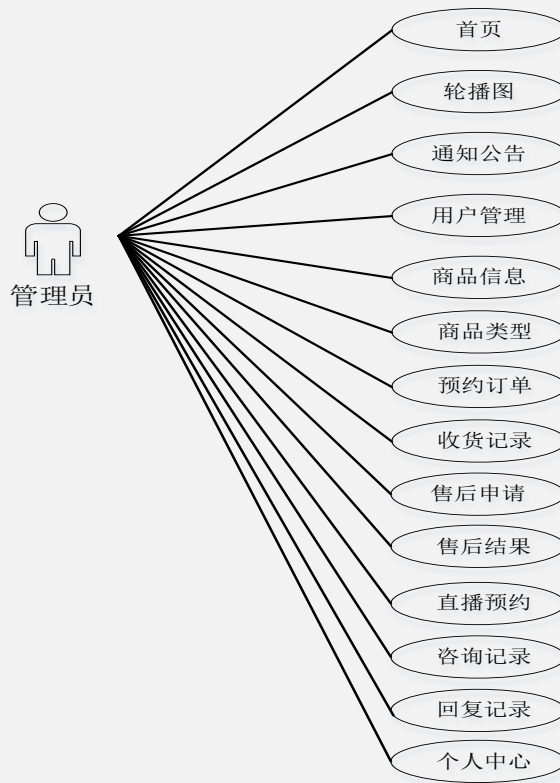 首页
轮播图
通知公告
用户管理
管理员
商品信息
商品类型
预约订单
收货记录
售后申请
售后结果
直播预约
咨询记录
回复记录
个人中心